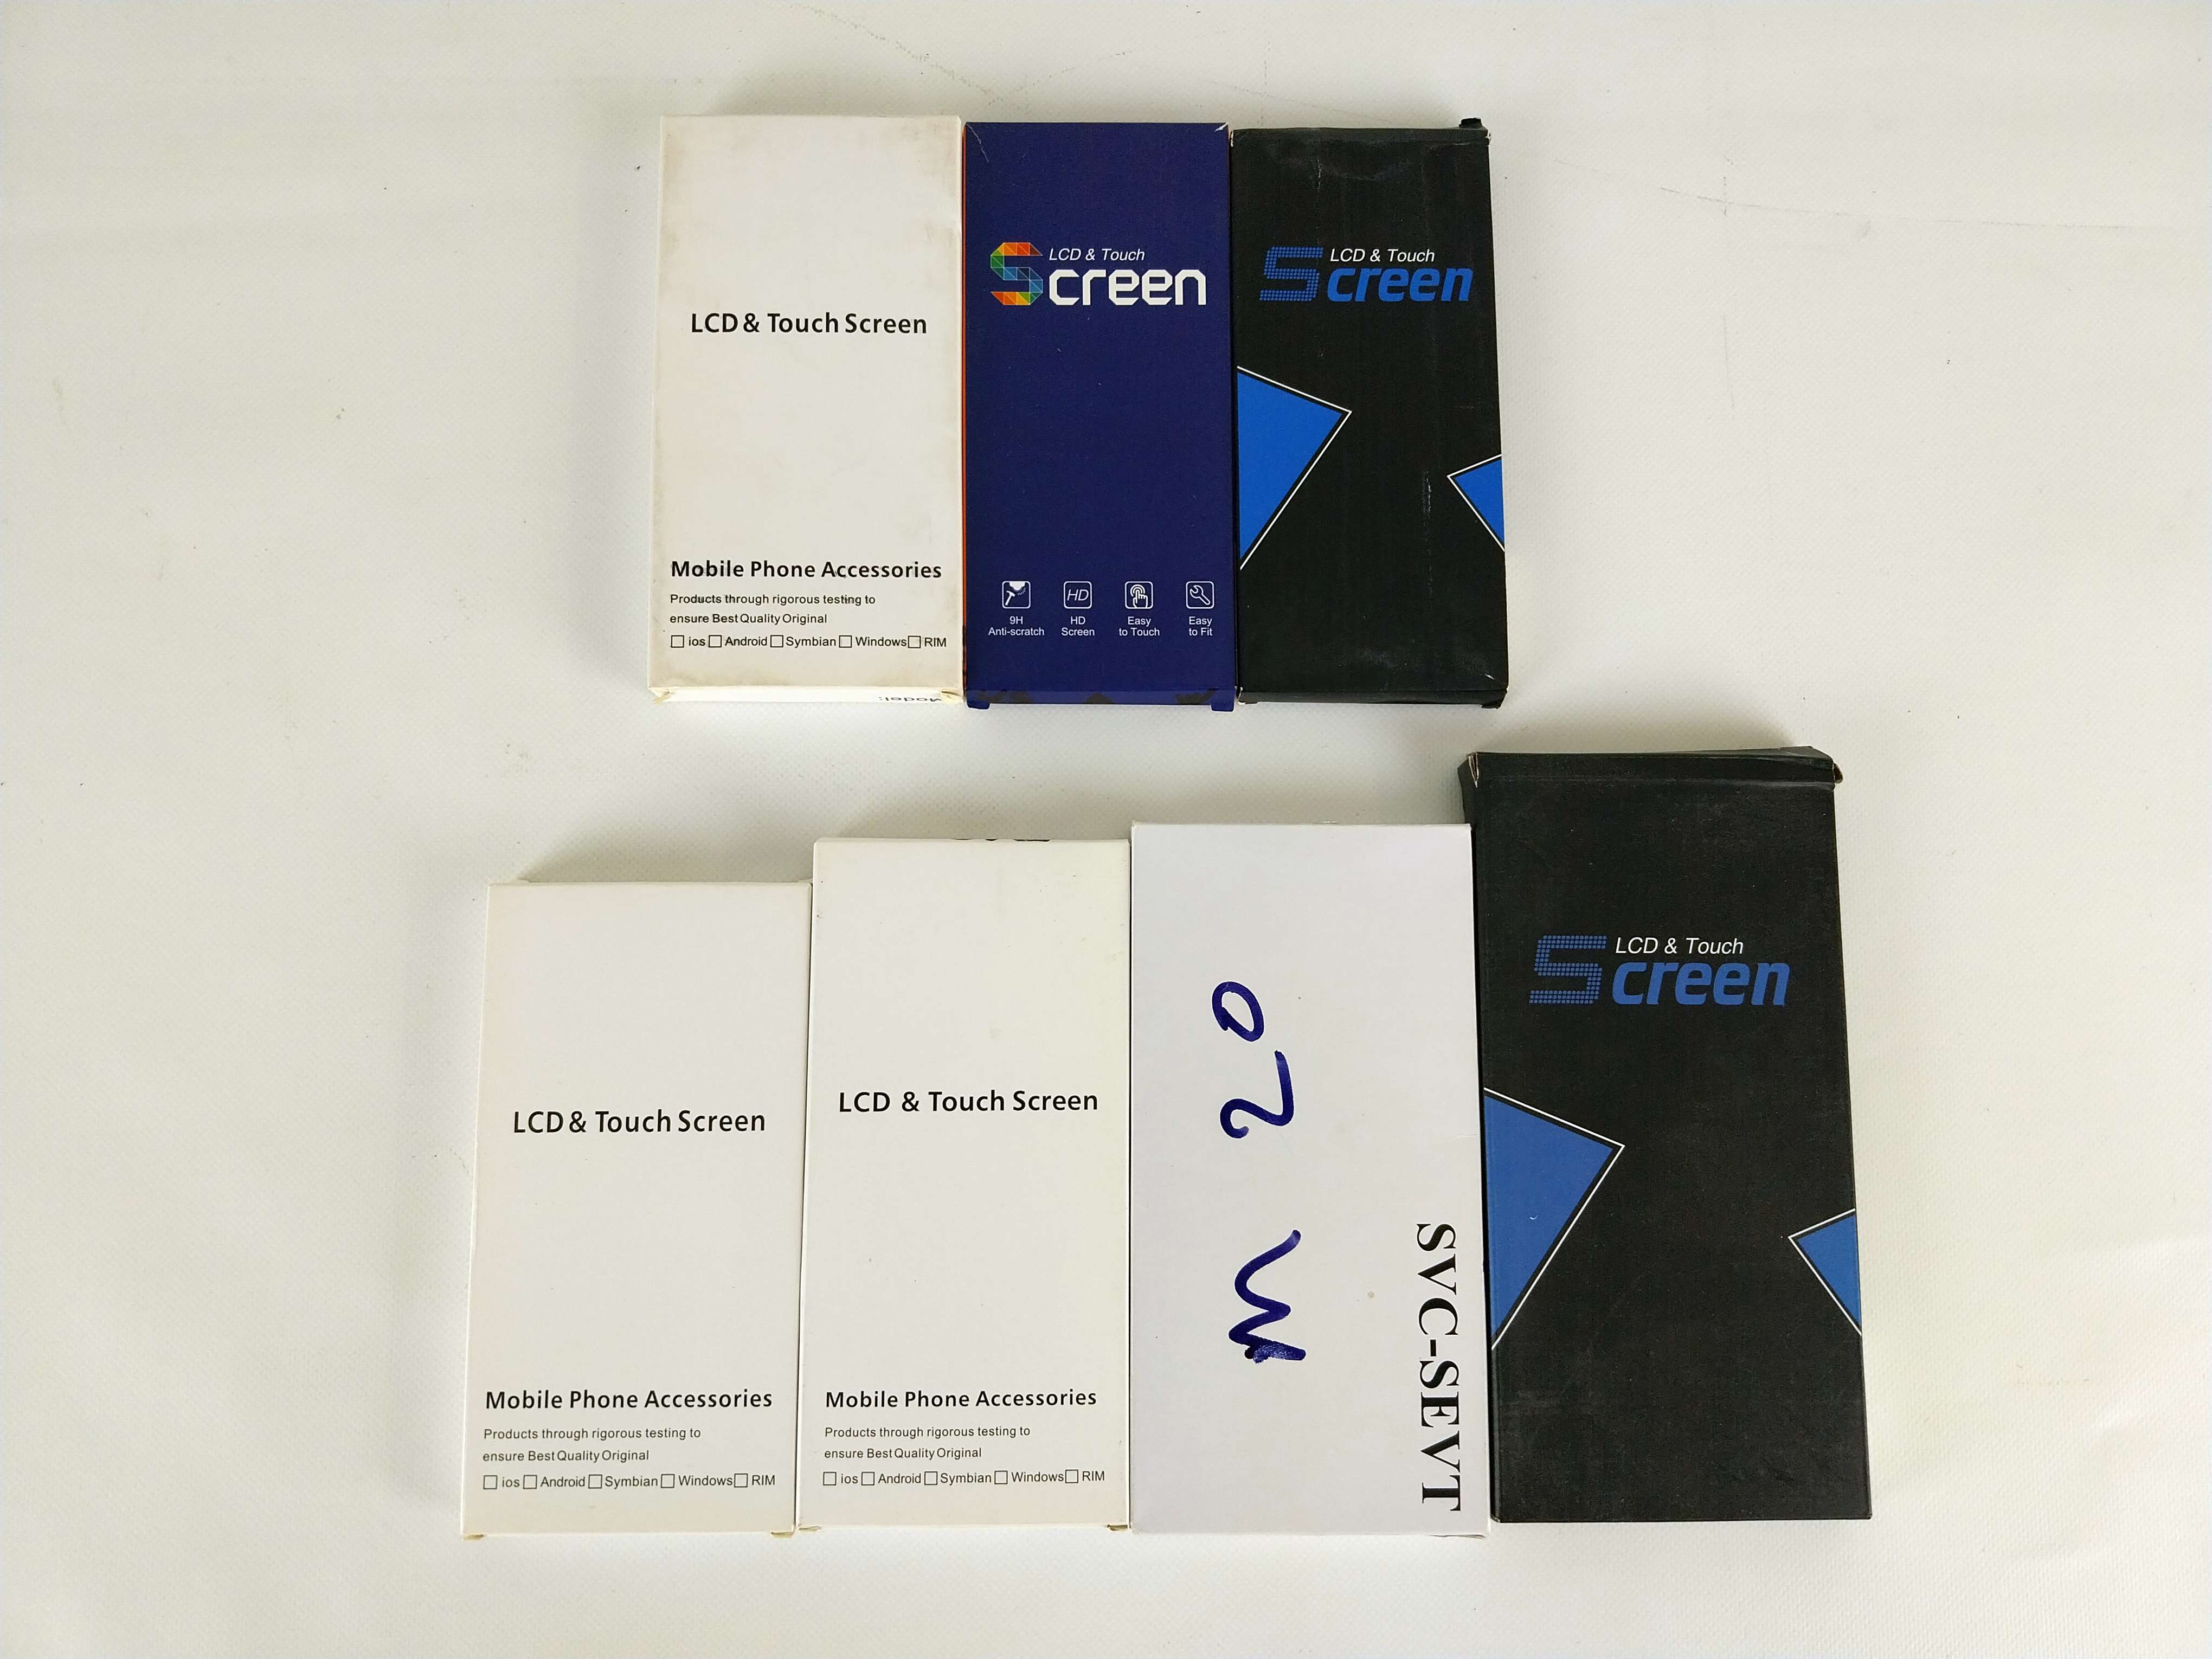 LCD & Touch Screen
Mobile Phone Accessories
Products through rigorous testing to
ensure Best Quality Original
ios Android Symbian Windows RIM
Model:
LCD & Touch
Screen
9H
Anti-scratch
HD
HD
Screen
Easy
to Touch
Easy
to Fit
LCD & Touch
Screen
LCD & Touch Screen
Mobile Phone Accessories
Products through rigorous testing to
ensure Best Quality Original
ios Android Symbian Windows RIM
LCD & Touch Screen
Mobile Phone Accessories
Products through rigorous testing to
ensure Best Quality Original
ios Android Symbian Windows RIM
M 20
SVC-SEVT
LCD & Touch
Screen